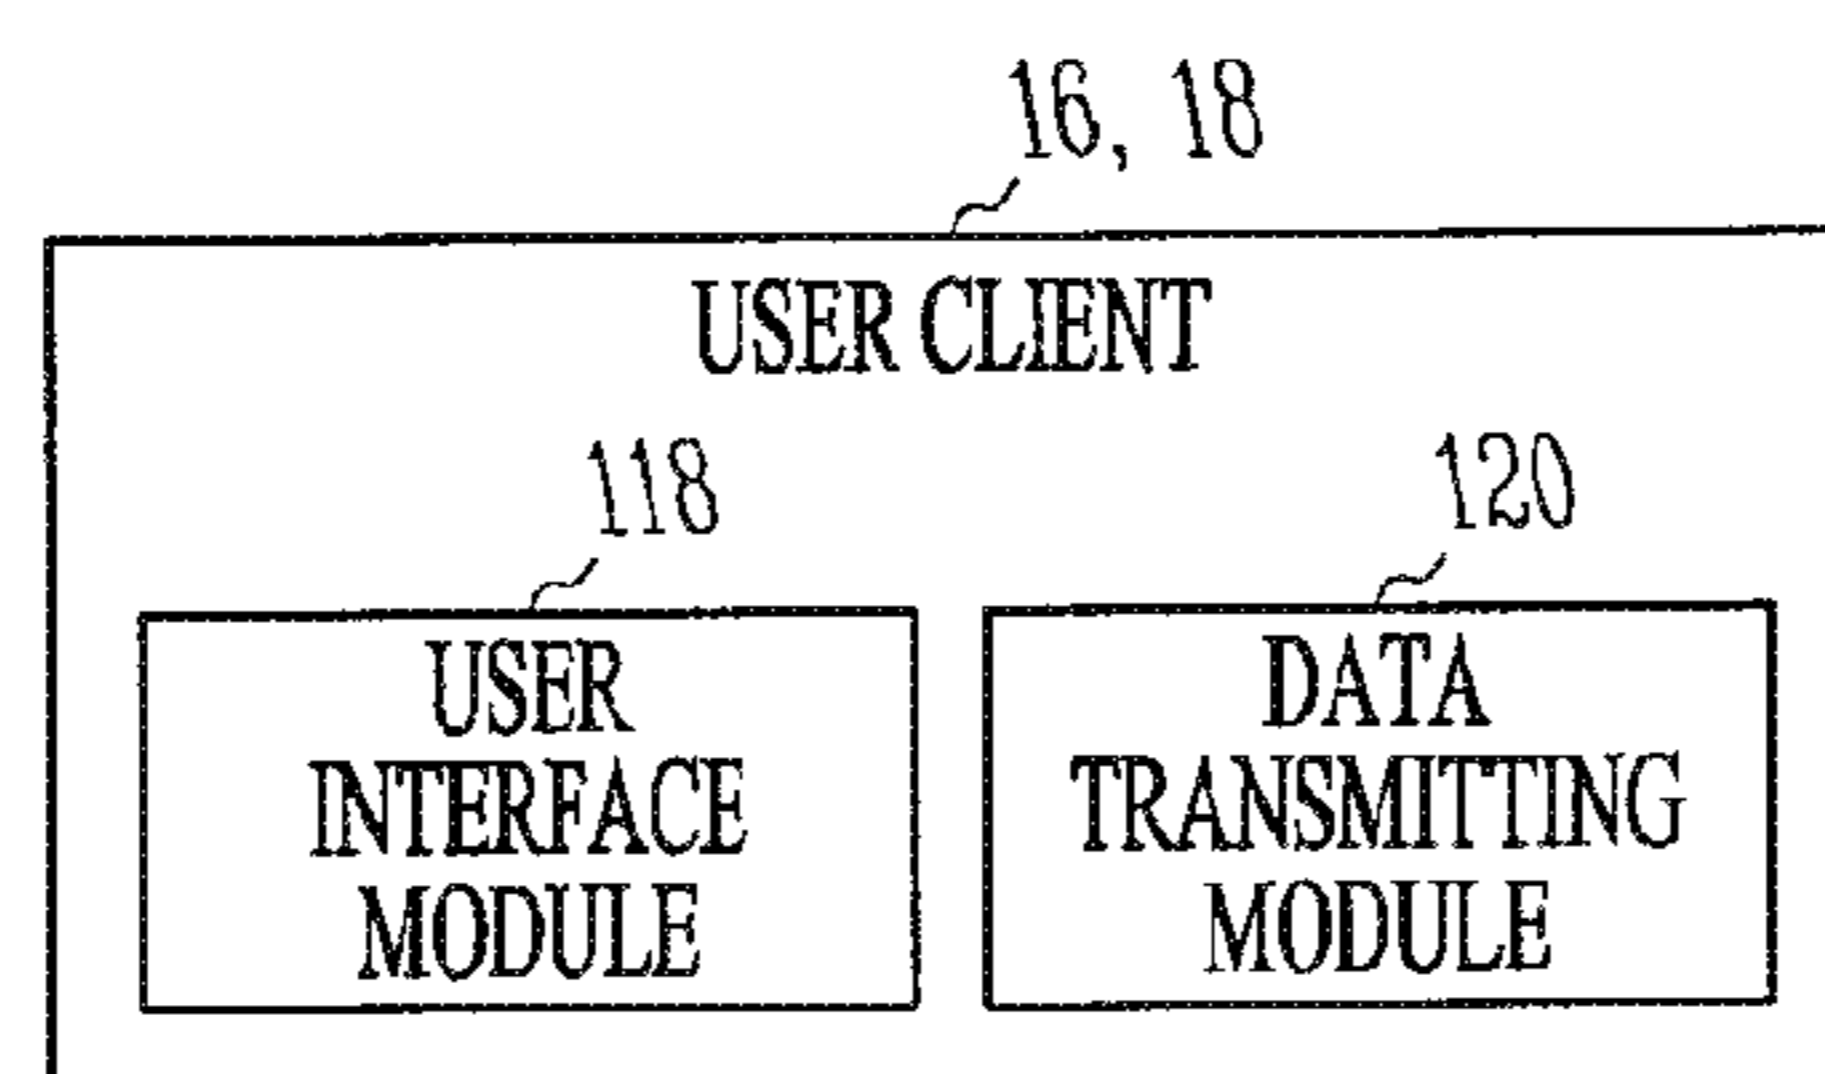 16, 18
USER CLIENT
118
120
USER
INTERFACE
MODULE
DATA
TRANSMITTING
MODULE